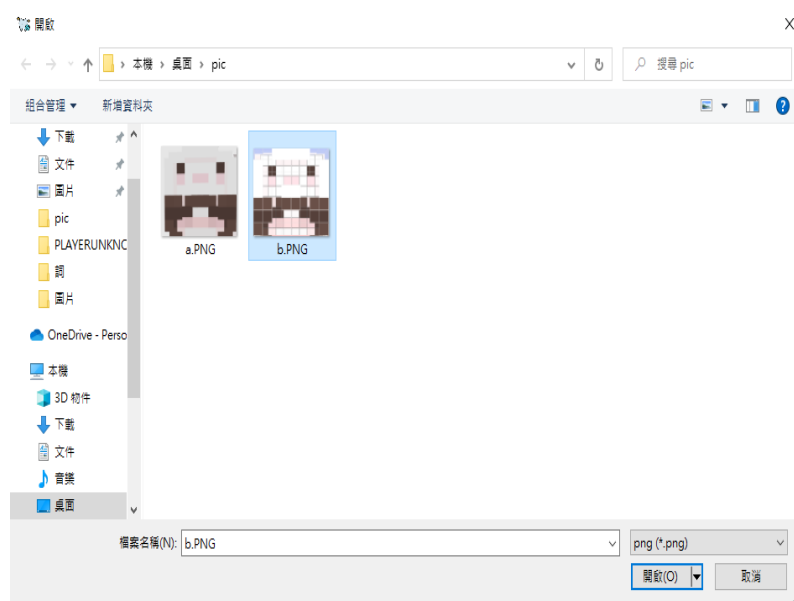 開啟
本機 › 桌面 › pic
搜尋 pic
組合管理
新增資料夾
下載
文件
圖片
pic
PLAYERUNKNC
詞
圖片
OneDrive - Perso
本機
3D 物件
下載
文件
音樂
桌面
a.PNG
b.PNG
檔案名稱(N):
b.PNG
png (*.png)
開啟(O)
取消